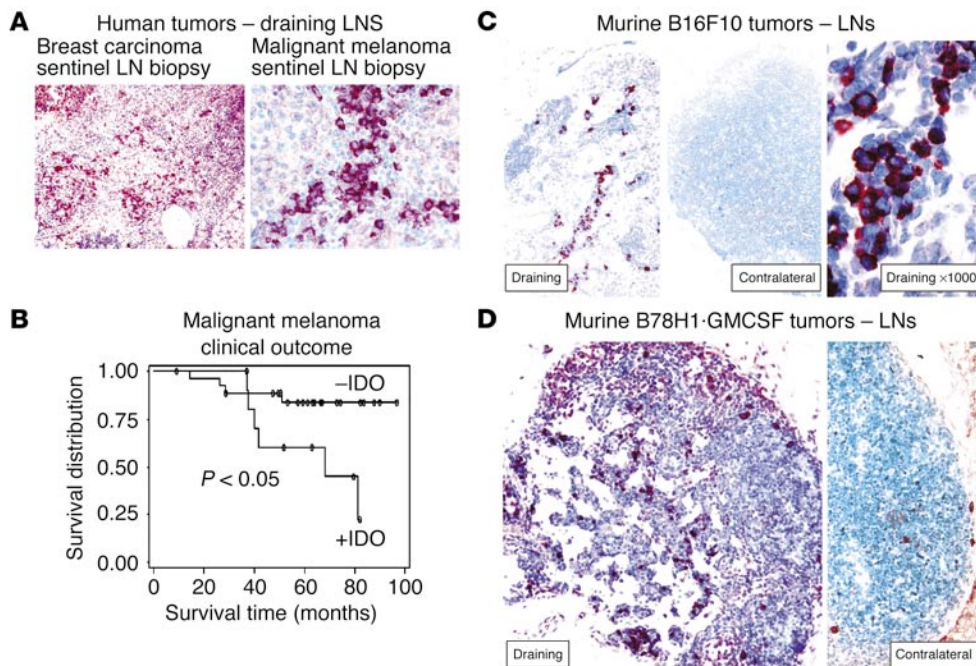 A
Human tumors – draining LNS
Breast carcinoma
sentinel LN biopsy
Malignant melanoma
sentinel LN biopsy
B
Malignant melanoma
clinical outcome
Survival distribution
1.00
0.75
0.50
0.25
0.00
–IDO
P < 0.05
+IDO
0 20 40 60 80 100
Survival time (months)
C
Murine B16F10 tumors – LNs
Draining
Contralateral
Draining ×1000
D
Murine B78H1·GMCSF tumors – LNs
Draining
Contralateral